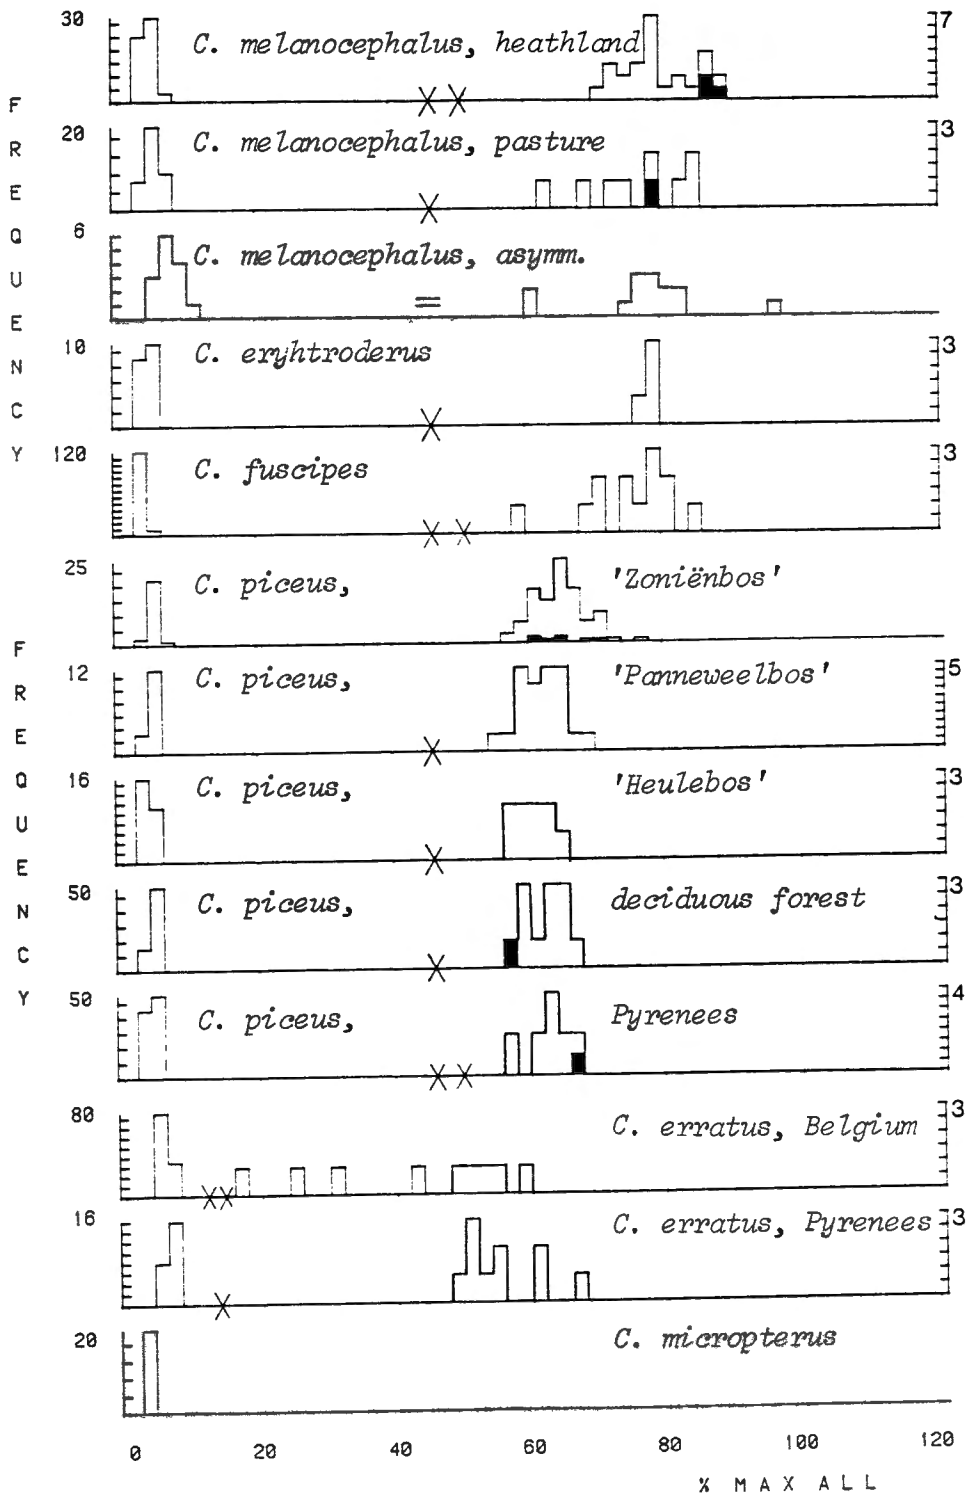 30 C. melanocephalus, heathland 7
20 C. melanocephalus, pasture 3
6 C. melanocephalus, asymm.
10 C. eryhtroderus 3
120 C. fuscipes 3
25 C. piceus, 'Zoniënbos'
12 C. piceus, 'Panneweelbos' 5
16 C. piceus, 'Heulebos' 3
50 C. piceus, deciduous forest 3
50 C. piceus, Pyrenees 4
80 C. erratus, Belgium 3
16 C. erratus, Pyrenees 3
20 C. micropterus
0 20 40 60 80 100 120
% MAX ALL
FREQUENCY
FREQUENCY